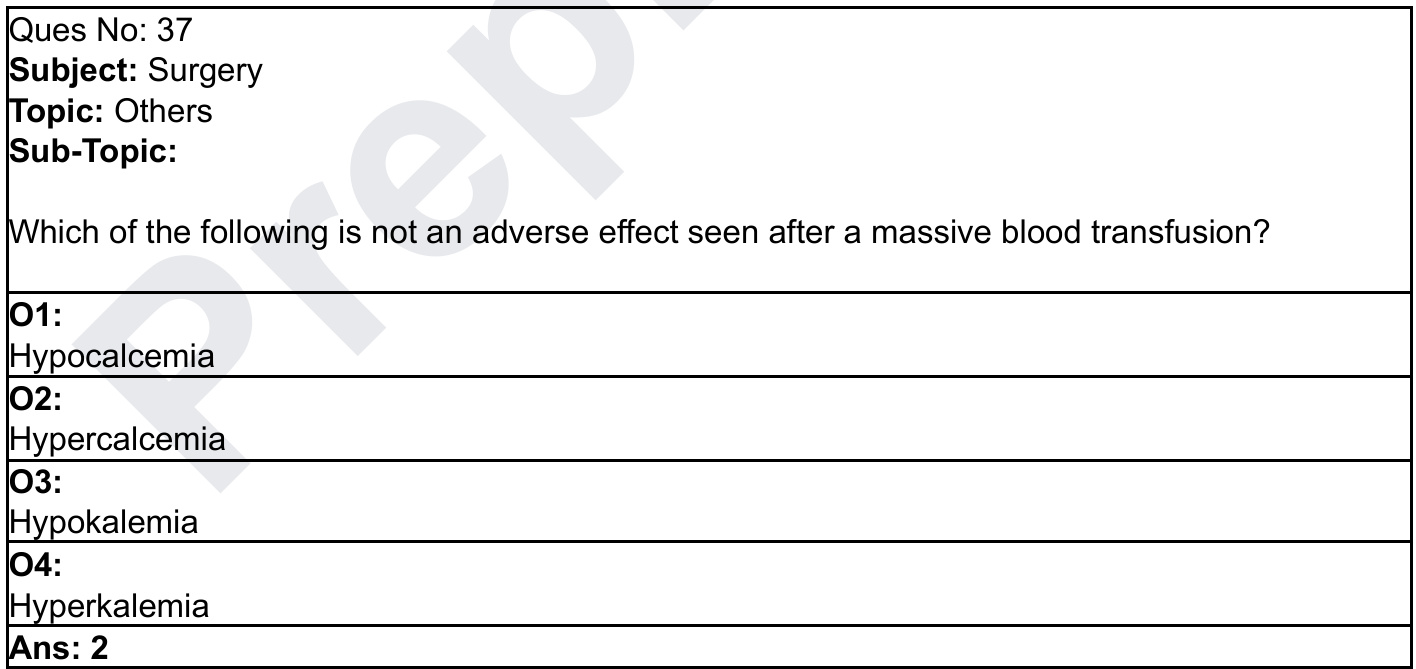 Ques No: 37
Subject: Surgery
Topic: Others
Sub-Topic:
Which of the following is not an adverse effect seen after a massive blood transfusion?
O1:
Hypocalcemia
O2:
Hypercalcemia
O3:
Hypokalemia
O4:
Hyperkalemia
Ans: 2
Prep